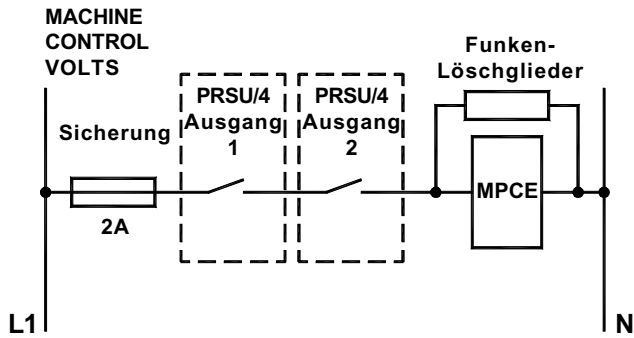 MACHINE
CONTROL
VOLTS
Funken-
Löschglieder
PRSU/4
Ausgang
1
PRSU/4
Ausgang
2
Sicherung
MPCE
2A
L1
N